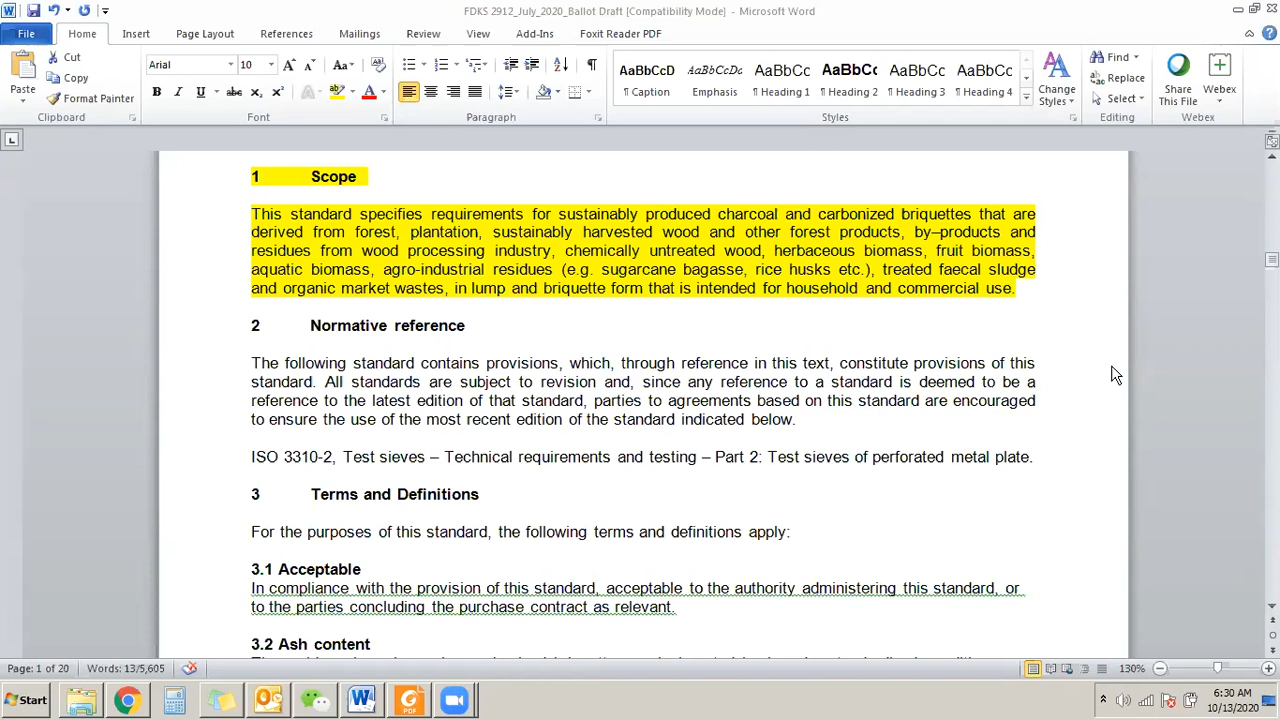 FDKS 2912_July_2020_Ballot Draft [Compatibility Mode] - Microsoft Word
File Home Insert Page Layout References Mailings Review View Add-Ins Foxit Reader PDF
Paste
Cut
Copy
Format Painter
Clipboard
Arial 10
Font
Paragraph
AaBbCcD AaBbCcDc AaBbCc AaBbCc AaBbCc AaBbCc
¶ Caption Emphasis ¶ Heading 1 ¶ Heading 2 ¶ Heading 3 ¶ Heading 4
Change
Styles
Styles
Find
Replace
Select
Editing
Share
This File
Webex
Webex
1 Scope
This standard specifies requirements for sustainably produced charcoal and carbonized briquettes that are
derived from forest, plantation, sustainably harvested wood and other forest products, by–products and
residues from wood processing industry, chemically untreated wood, herbaceous biomass, fruit biomass,
aquatic biomass, agro-industrial residues (e.g. sugarcane bagasse, rice husks etc.), treated faecal sludge
and organic market wastes, in lump and briquette form that is intended for household and commercial use.
2 Normative reference
The following standard contains provisions, which, through reference in this text, constitute provisions of this
standard. All standards are subject to revision and, since any reference to a standard is deemed to be a
reference to the latest edition of that standard, parties to agreements based on this standard are encouraged
to ensure the use of the most recent edition of the standard indicated below.
ISO 3310-2, Test sieves – Technical requirements and testing – Part 2: Test sieves of perforated metal plate.
3 Terms and Definitions
For the purposes of this standard, the following terms and definitions apply:
3.1 Acceptable
In compliance with the provision of this standard, acceptable to the authority administering this standard, or
to the parties concluding the purchase contract as relevant.
3.2 Ash content
Page: 1 of 20 Words: 13/5,605 130%
Start
6:30 AM
10/13/2020